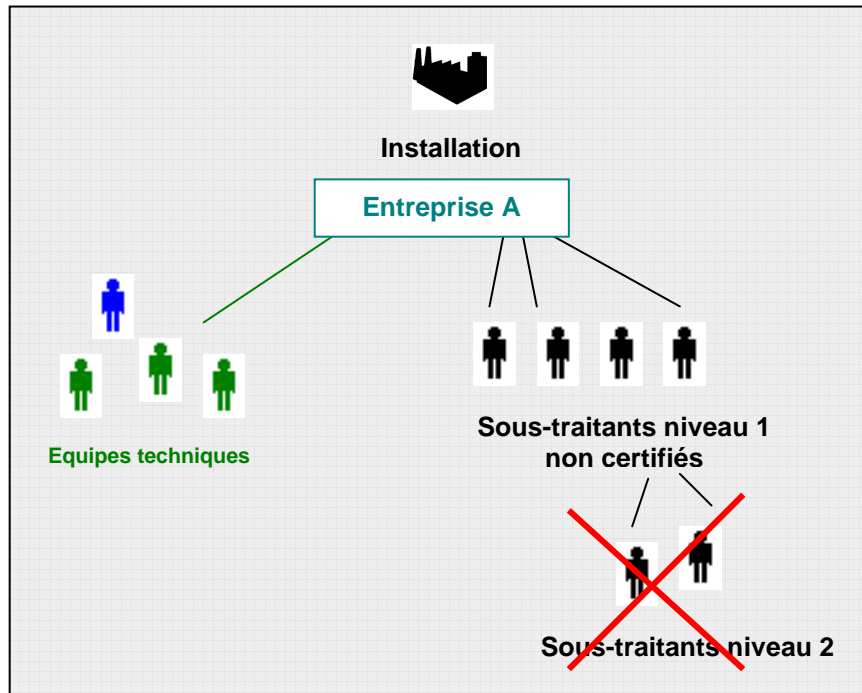 Installation
Entreprise A
Equipes techniques
Sous-traitants niveau 1
non certifiés
Sous-traitants niveau 2